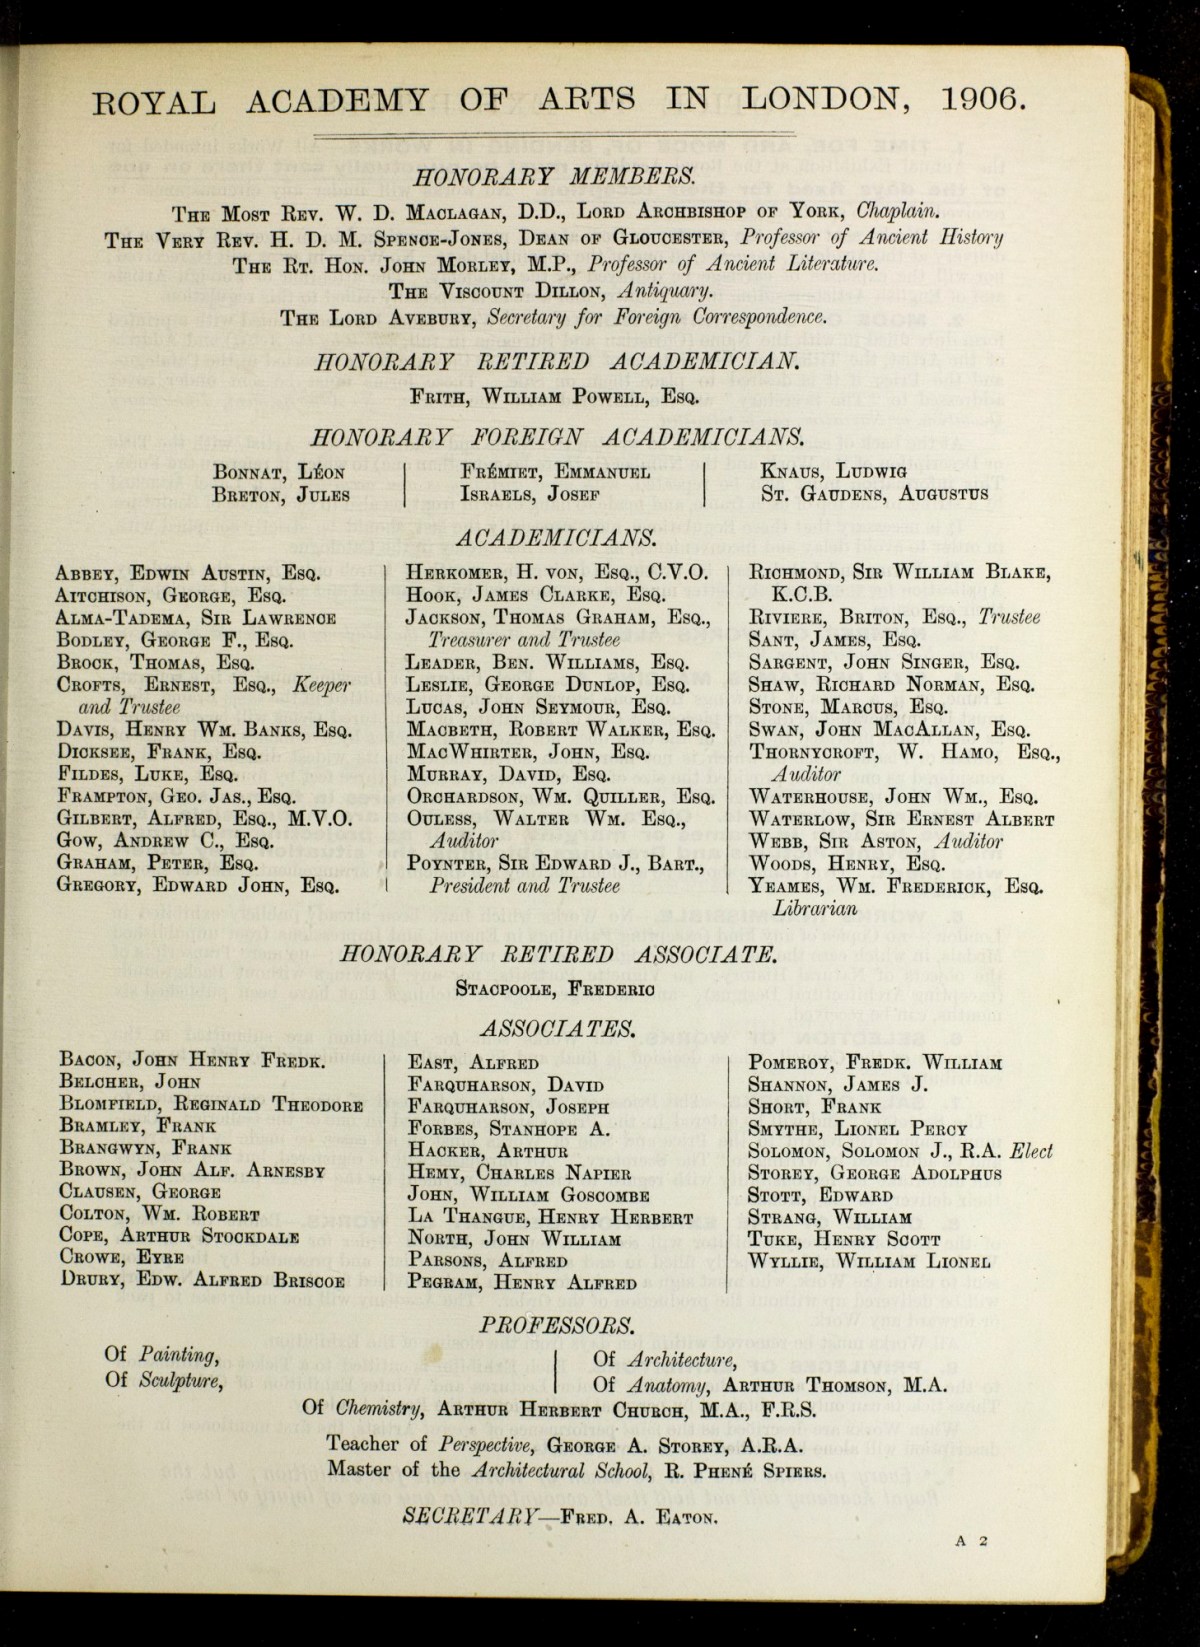 ROYAL ACADEMY OF ARTS IN LONDON, 1906.
HONORARY MEMBERS.
The Most Rev. W. D. Maclagan, D.D., Lord Archbishop of York, Chaplain.
The Very Rev. H. D. M. Spence-Jones, Dean of Gloucester, Professor of Ancient History
The Rt. Hon. John Morley, M.P., Professor of Ancient Literature.
The Viscount Dillon, Antiquary.
The Lord Avebury, Secretary for Foreign Correspondence.
HONORARY RETIRED ACADEMICIAN.
Frith, William Powell, Esq.
HONORARY FOREIGN ACADEMICIANS.
Bonnat, Léon
Breton, Jules
Frémiet, Emmanuel
Israels, Josef
Knaus, Ludwig
St. Gaudens, Augustus
ACADEMICIANS.
Abbey, Edwin Austin, Esq.
Aitchison, George, Esq.
Alma-Tadema, Sir Lawrence
Bodley, George F., Esq.
Brock, Thomas, Esq.
Crofts, Ernest, Esq., Keeper
and Trustee
Davis, Henry Wm. Banks, Esq.
Dicksee, Frank, Esq.
Fildes, Luke, Esq.
Frampton, Geo. Jas., Esq.
Gilbert, Alfred, Esq., M.V.O.
Gow, Andrew C., Esq.
Graham, Peter, Esq.
Gregory, Edward John, Esq.
Herkomer, H. von, Esq., C.V.O.
Hook, James Clarke, Esq.
Jackson, Thomas Graham, Esq.,
Treasurer and Trustee
Leader, Ben. Williams, Esq.
Leslie, George Dunlop, Esq.
Lucas, John Seymour, Esq.
Macbeth, Robert Walker, Esq.
MacWhirter, John, Esq.
Murray, David, Esq.
Orchardson, Wm. Quiller, Esq.
Ouless, Walter Wm. Esq.,
Auditor
Poynter, Sir Edward J., Bart.,
President and Trustee
Richmond, Sir William Blake,
K.C.B.
Riviere, Briton, Esq., Trustee
Sant, James, Esq.
Sargent, John Singer, Esq.
Shaw, Richard Norman, Esq.
Stone, Marcus, Esq.
Swan, John MacAllan, Esq.
Thornycroft, W. Hamo, Esq.,
Auditor
Waterhouse, John Wm., Esq.
Waterlow, Sir Ernest Albert
Webb, Sir Aston, Auditor
Woods, Henry, Esq.
Yeames, Wm. Frederick, Esq.
Librarian
HONORARY RETIRED ASSOCIATE.
Stacpoole, Frederic
ASSOCIATES.
Bacon, John Henry Fredk.
Belcher, John
Blomfield, Reginald Theodore
Bramley, Frank
Brangwyn, Frank
Brown, John Alf. Arnesby
Clausen, George
Colton, Wm. Robert
Cope, Arthur Stockdale
Crowe, Eyre
Drury, Edw. Alfred Briscoe
East, Alfred
Farquharson, David
Farquharson, Joseph
Forbes, Stanhope A.
Hacker, Arthur
Hemy, Charles Napier
John, William Goscombe
La Thangue, Henry Herbert
North, John William
Parsons, Alfred
Pegram, Henry Alfred
Pomeroy, Fredk. William
Shannon, James J.
Short, Frank
Smythe, Lionel Percy
Solomon, Solomon J., R.A. Elect
Storey, George Adolphus
Stott, Edward
Strang, William
Tuke, Henry Scott
Wyllie, William Lionel
PROFESSORS.
Of Painting,
Of Sculpture,
Of Architecture,
Of Anatomy, Arthur Thomson, M.A.
Of Chemistry, Arthur Herbert Church, M.A., F.R.S.
Teacher of Perspective, George A. Storey, A.R.A.
Master of the Architectural School, R. Phené Spiers.
SECRETARY—Fred. A. Eaton.
A 2